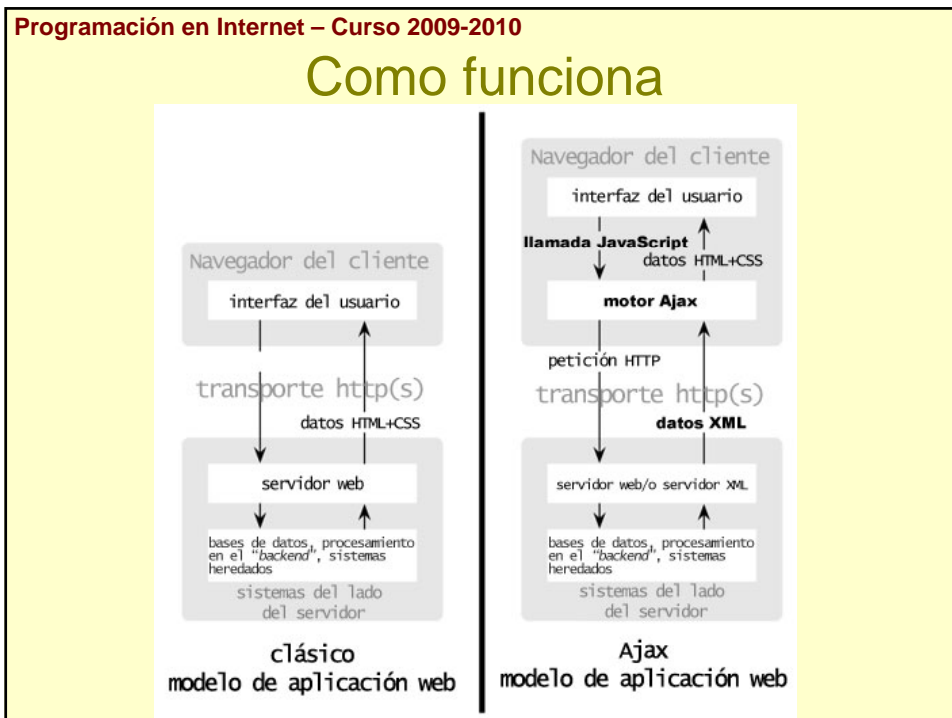 Programación en Internet – Curso 2009-2010
Como funciona
Navegador del cliente
interfaz del usuario
transporte http(s)
datos HTML+CSS
servidor web
bases de datos, procesamiento
en el "backend", sistemas
heredados
sistemas del lado
del servidor
clásico
modelo de aplicación web
Navegador del cliente
interfaz del usuario
llamada JavaScript
datos HTML+CSS
motor Ajax
petición HTTP
transporte http(s)
datos XML
servidor web/o servidor XML
bases de datos, procesamiento
en el "backend", sistemas
heredados
sistemas del lado
del servidor
Ajax
modelo de aplicación web